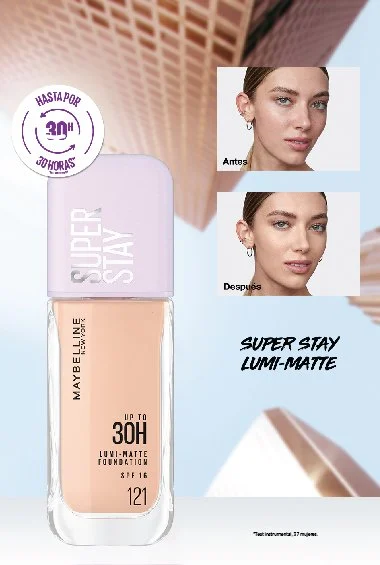 HASTA POR
30H
30 HORAS*
SUPER
STAY
MAYBELLINE
NEW YORK
UP TO
30H
LUMI-MATTE
FOUNDATION
SPF 16
121
Antes
Después
SUPER STAY
LUMI-MATTE
*Test instrumental, 27 mujeres.